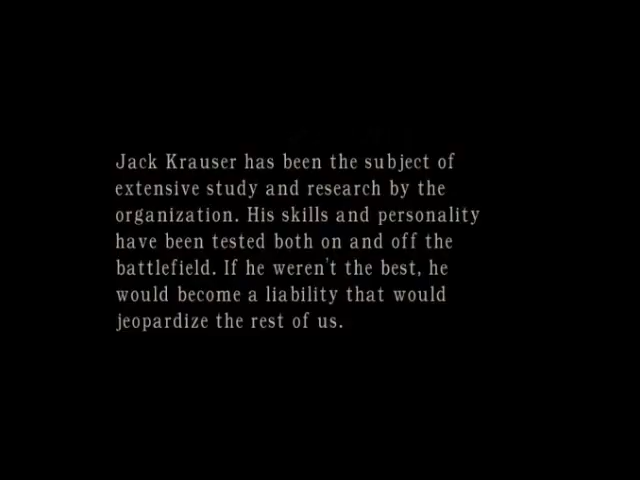 Jack Krauser has been the subject of
extensive study and research by the
organization. His skills and personality
have been tested both on and off the
battlefield. If he weren't the best, he
would become a liability that would
jeopardize the rest of us.